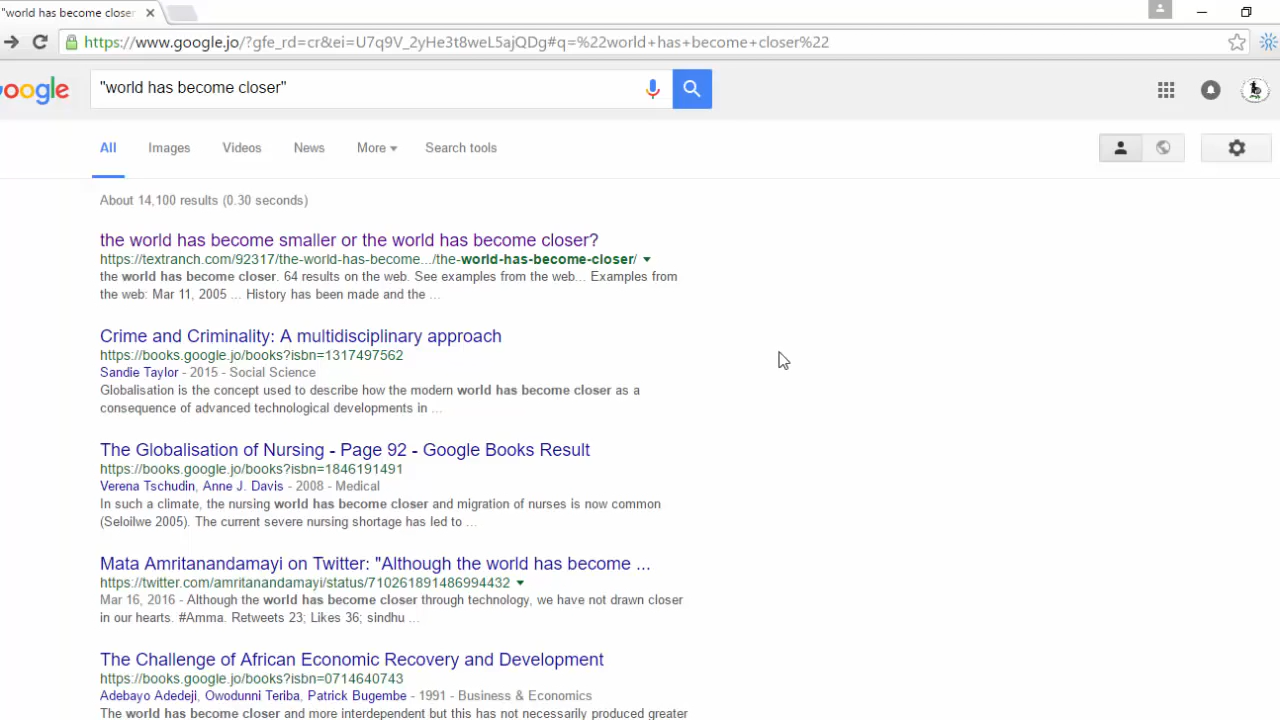 "world has become closer
https://www.google.jo/?gfe_rd=cr&ei=U7q9V_2yHe3t8weL5ajQDg#q=%22world+has+become+closer%22
oogle
"world has become closer"
All Images Videos News More Search tools
About 14,100 results (0.30 seconds)
the world has become smaller or the world has become closer?
https://textranch.com/92317/the-world-has-become.../the-world-has-become-closer/
the world has become closer. 64 results on the web. See examples from the web... Examples from
the web: Mar 11, 2005 ... History has been made and the ...
Crime and Criminality: A multidisciplinary approach
https://books.google.jo/books?isbn=1317497562
Sandie Taylor - 2015 - Social Science
Globalisation is the concept used to describe how the modern world has become closer as a
consequence of advanced technological developments in ...
The Globalisation of Nursing - Page 92 - Google Books Result
https://books.google.jo/books?isbn=1846191491
Verena Tschudin, Anne J. Davis - 2008 - Medical
In such a climate, the nursing world has become closer and migration of nurses is now common
(Seloilwe 2005). The current severe nursing shortage has led to ...
Mata Amritanandamayi on Twitter: "Although the world has become ...
https://twitter.com/amritanandamayi/status/710261891486994432
Mar 16, 2016 - Although the world has become closer through technology, we have not drawn closer
in our hearts. #Amma. Retweets 23; Likes 36; sindhu ...
The Challenge of African Economic Recovery and Development
https://books.google.jo/books?isbn=0714640743
Adebayo Adedeji, Owodunni Teriba, Patrick Bugembe - 1991 - Business & Economics
The world has become closer and more interdependent but this has not necessarily produced greater